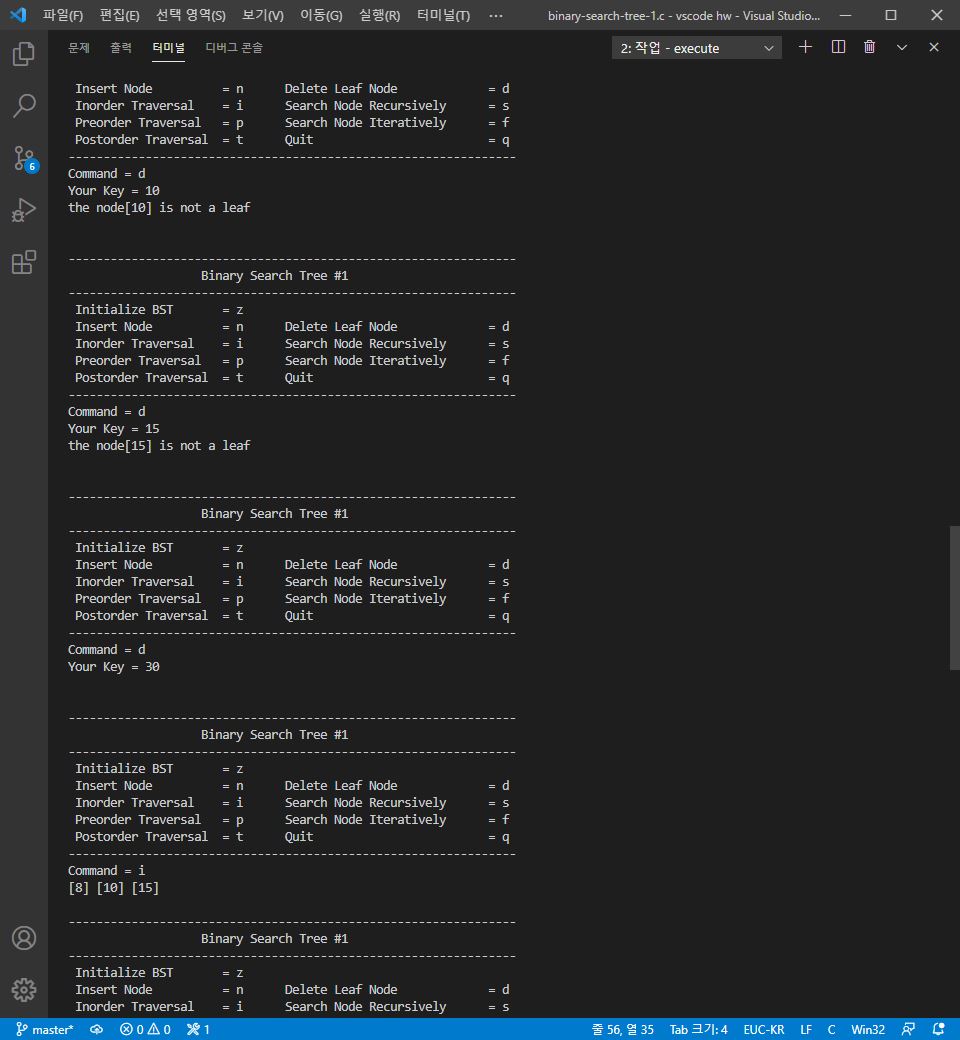 파일(F) 편집(E) 선택 영역(S) 보기(V) 이동(G) 실행(R) 터미널(T) ··· binary-search-tree-1.c - vscode hw - Visual Studio...
문제 출력 터미널 디버그 콘솔 2: 작업 - execute
Insert Node = n Delete Leaf Node = d
Inorder Traversal = i Search Node Recursively = s
Preorder Traversal = p Search Node Iteratively = f
Postorder Traversal = t Quit = q
----------------------------------------------------------------
Command = d
Your Key = 10
the node[10] is not a leaf
----------------------------------------------------------------
Binary Search Tree #1
----------------------------------------------------------------
Initialize BST = z
Insert Node = n Delete Leaf Node = d
Inorder Traversal = i Search Node Recursively = s
Preorder Traversal = p Search Node Iteratively = f
Postorder Traversal = t Quit = q
----------------------------------------------------------------
Command = d
Your Key = 15
the node[15] is not a leaf
----------------------------------------------------------------
Binary Search Tree #1
----------------------------------------------------------------
Initialize BST = z
Insert Node = n Delete Leaf Node = d
Inorder Traversal = i Search Node Recursively = s
Preorder Traversal = p Search Node Iteratively = f
Postorder Traversal = t Quit = q
----------------------------------------------------------------
Command = d
Your Key = 30
----------------------------------------------------------------
Binary Search Tree #1
----------------------------------------------------------------
Initialize BST = z
Insert Node = n Delete Leaf Node = d
Inorder Traversal = i Search Node Recursively = s
Preorder Traversal = p Search Node Iteratively = f
Postorder Traversal = t Quit = q
----------------------------------------------------------------
Command = i
[8] [10] [15]
----------------------------------------------------------------
Binary Search Tree #1
----------------------------------------------------------------
Initialize BST = z
Insert Node = n Delete Leaf Node = d
Inorder Traversal = i Search Node Recursively = s
6
master* 0 0 1 줄 56, 열 35 Tab 크기: 4 EUC-KR LF C Win32